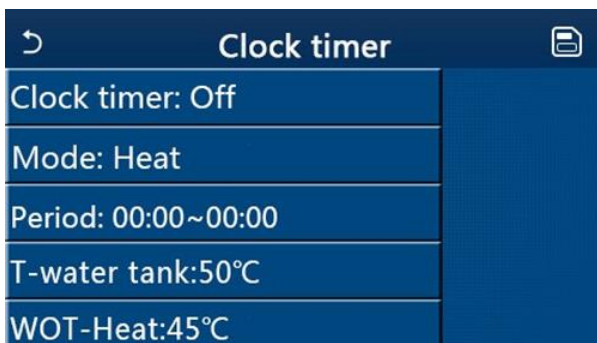 Clock timer
Clock timer: Off
Mode: Heat
Period: 00:00~00:00
T-water tank:50℃
WOT-Heat:45℃